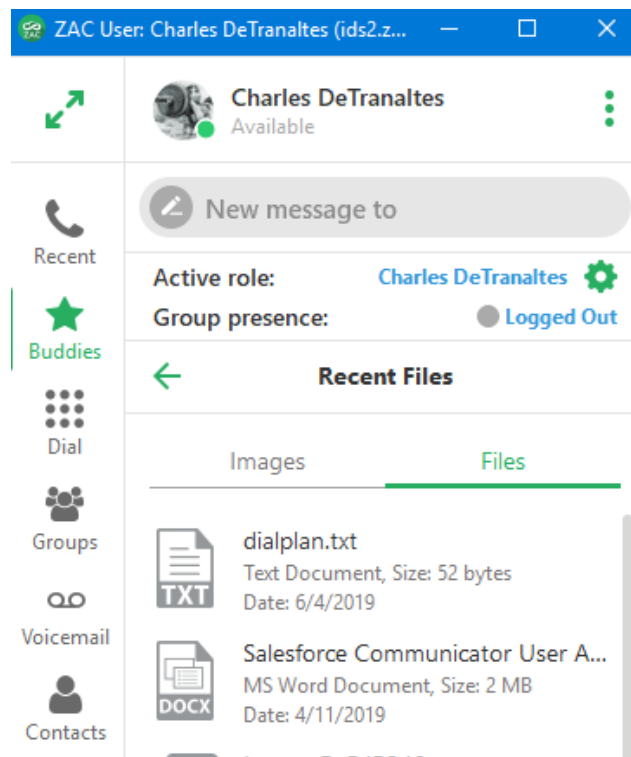 ZAC User: Charles DeTranaltes (ids2.z...
Charles DeTranaltes
Available
New message to
Recent
Active role: Charles DeTranaltes
Group presence: Logged Out
Buddies
Recent Files
Dial
Images Files
Groups
dialplan.txt
Text Document, Size: 52 bytes
TXT
Date: 6/4/2019
Voicemail
Salesforce Communicator User A...
MS Word Document, Size: 2 MB
DOCX
Date: 4/11/2019
Contacts